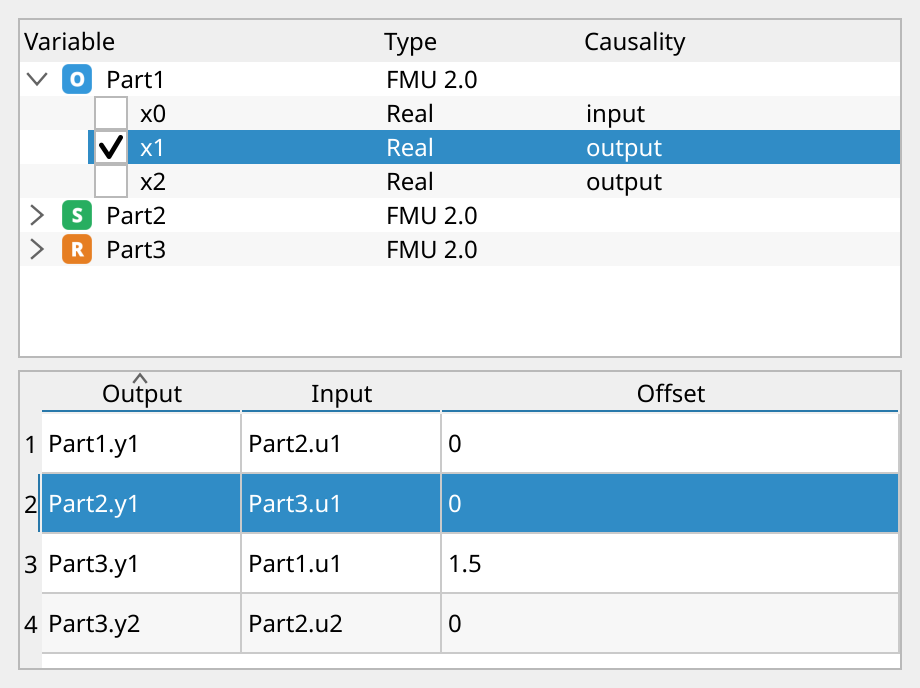 Variable Type Causality
O Part1 FMU 2.0
x0 Real input
x1 Real output
x2 Real output
S Part2 FMU 2.0
R Part3 FMU 2.0
Output Input Offset
1 Part1.y1 Part2.u1 0
2 Part2.y1 Part3.u1 0
3 Part3.y1 Part1.u1 1.5
4 Part3.y2 Part2.u2 0